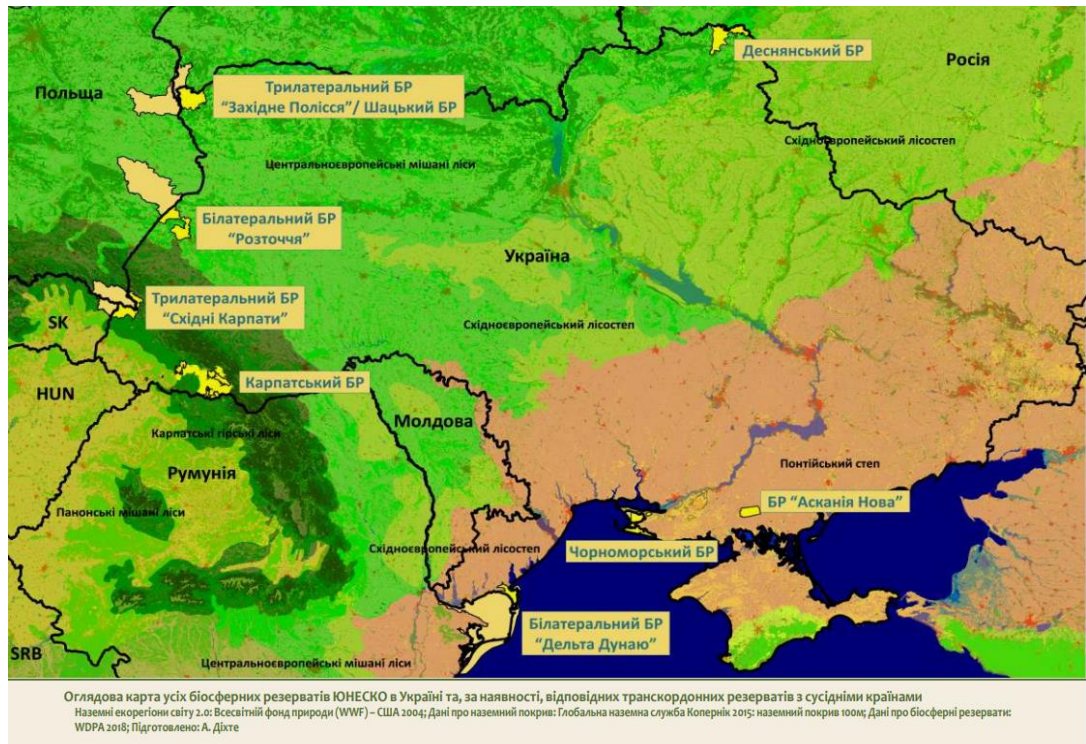 Деснянський БР
Росія
Польща
Трилатеральний БР
“Західне Полісся”/ Шацький БР
Східноєвропейський лісостеп
Центральноєвропейські мішані ліси
Білатеральний БР
“Розточчя”
Україна
Трилатеральний БР
“Східні Карпати”
SK
Східноєвропейський лісостеп
Карпатський БР
HUN
Молдова
Карпатські гірські ліси
Румунія
Понтійський степ
БР “Асканія Нова”
Панонські мішані ліси
Східноєвропейський лісостеп
Чорноморський БР
Білатеральний БР
“Дельта Дунаю”
SRB
Центральноєвропейські мішані ліси
Оглядова карта усіх біосферних резерватів ЮНЕСКО в Україні та, за наявності, відповідних транскордонних резерватів з сусідніми країнами
Наземні екорегіони світу 2.0: Всесвітній фонд природи (WWF) – США 2004; Дані про наземний покрив: Глобальна наземна служба Копернік 2015: наземний покрив 100м; Дані про біосферні резервати:
WDPA 2018; Підготовлено: А. Діхте